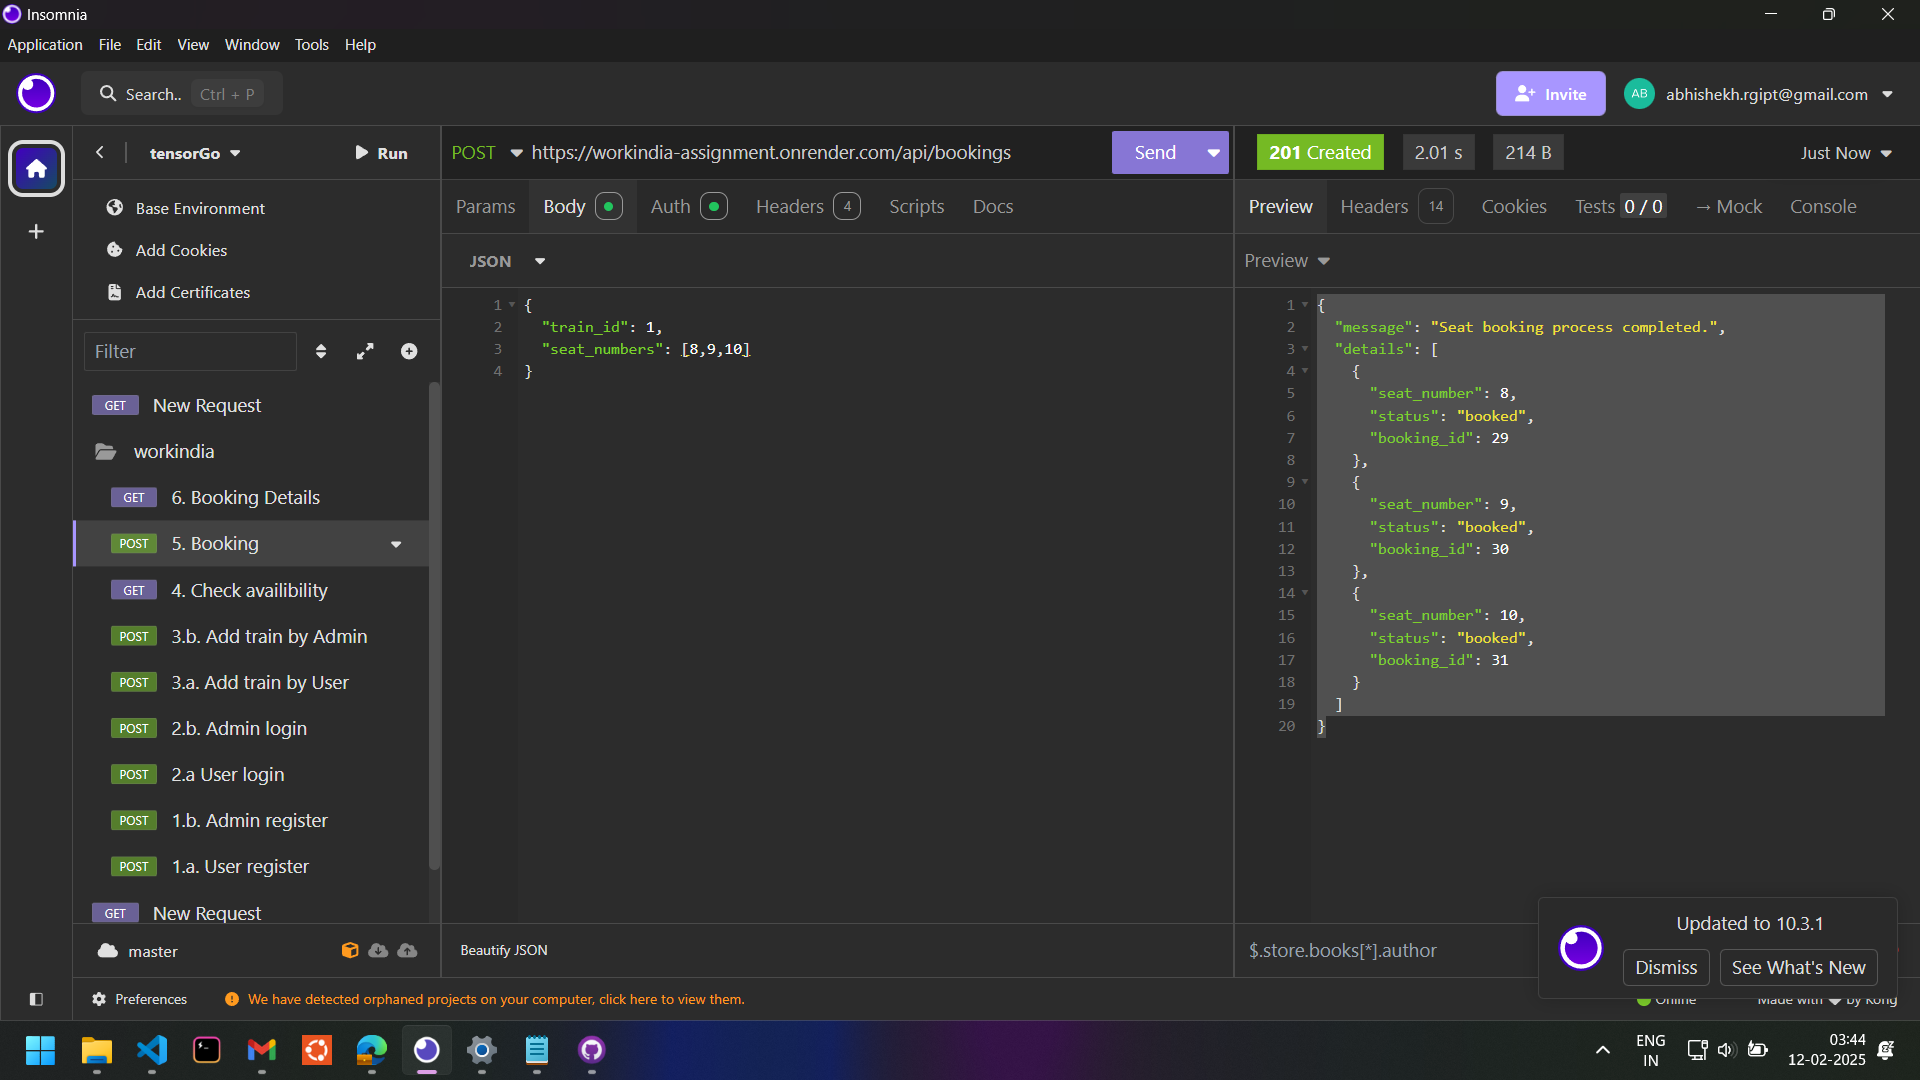 Insomnia
Application File Edit View Window Tools Help
Search.. Ctrl + P
Invite
AB abhishekh.rgipt@gmail.com
tensorGo
Run
Base Environment
Add Cookies
Add Certificates
Filter
GET New Request
workindia
GET 6. Booking Details
POST 5. Booking
GET 4. Check availibility
POST 3.b. Add train by Admin
POST 3.a. Add train by User
POST 2.b. Admin login
POST 2.a User login
POST 1.b. Admin register
POST 1.a. User register
GET New Request
master
POST https://workindia-assignment.onrender.com/api/bookings
Send
Params Body Auth Headers 4 Scripts Docs
JSON
1 {
2 "train_id": 1,
3 "seat_numbers": [8,9,10]
4 }
Beautify JSON
201 Created 2.01 s 214 B Just Now
Preview Headers 14 Cookies Tests 0 / 0 → Mock Console
Preview
1 {
2 "message": "Seat booking process completed.",
3 "details": [
4 {
5 "seat_number": 8,
6 "status": "booked",
7 "booking_id": 29
8 },
9 {
10 "seat_number": 9,
11 "status": "booked",
12 "booking_id": 30
13 },
14 {
15 "seat_number": 10,
16 "status": "booked",
17 "booking_id": 31
18 }
19 ]
20 }
$.store.books[*].author
Updated to 10.3.1
Dismiss See What's New
Preferences
We have detected orphaned projects on your computer, click here to view them.
Online Made with ❤ by Kong
ENG
IN
03:44
12-02-2025